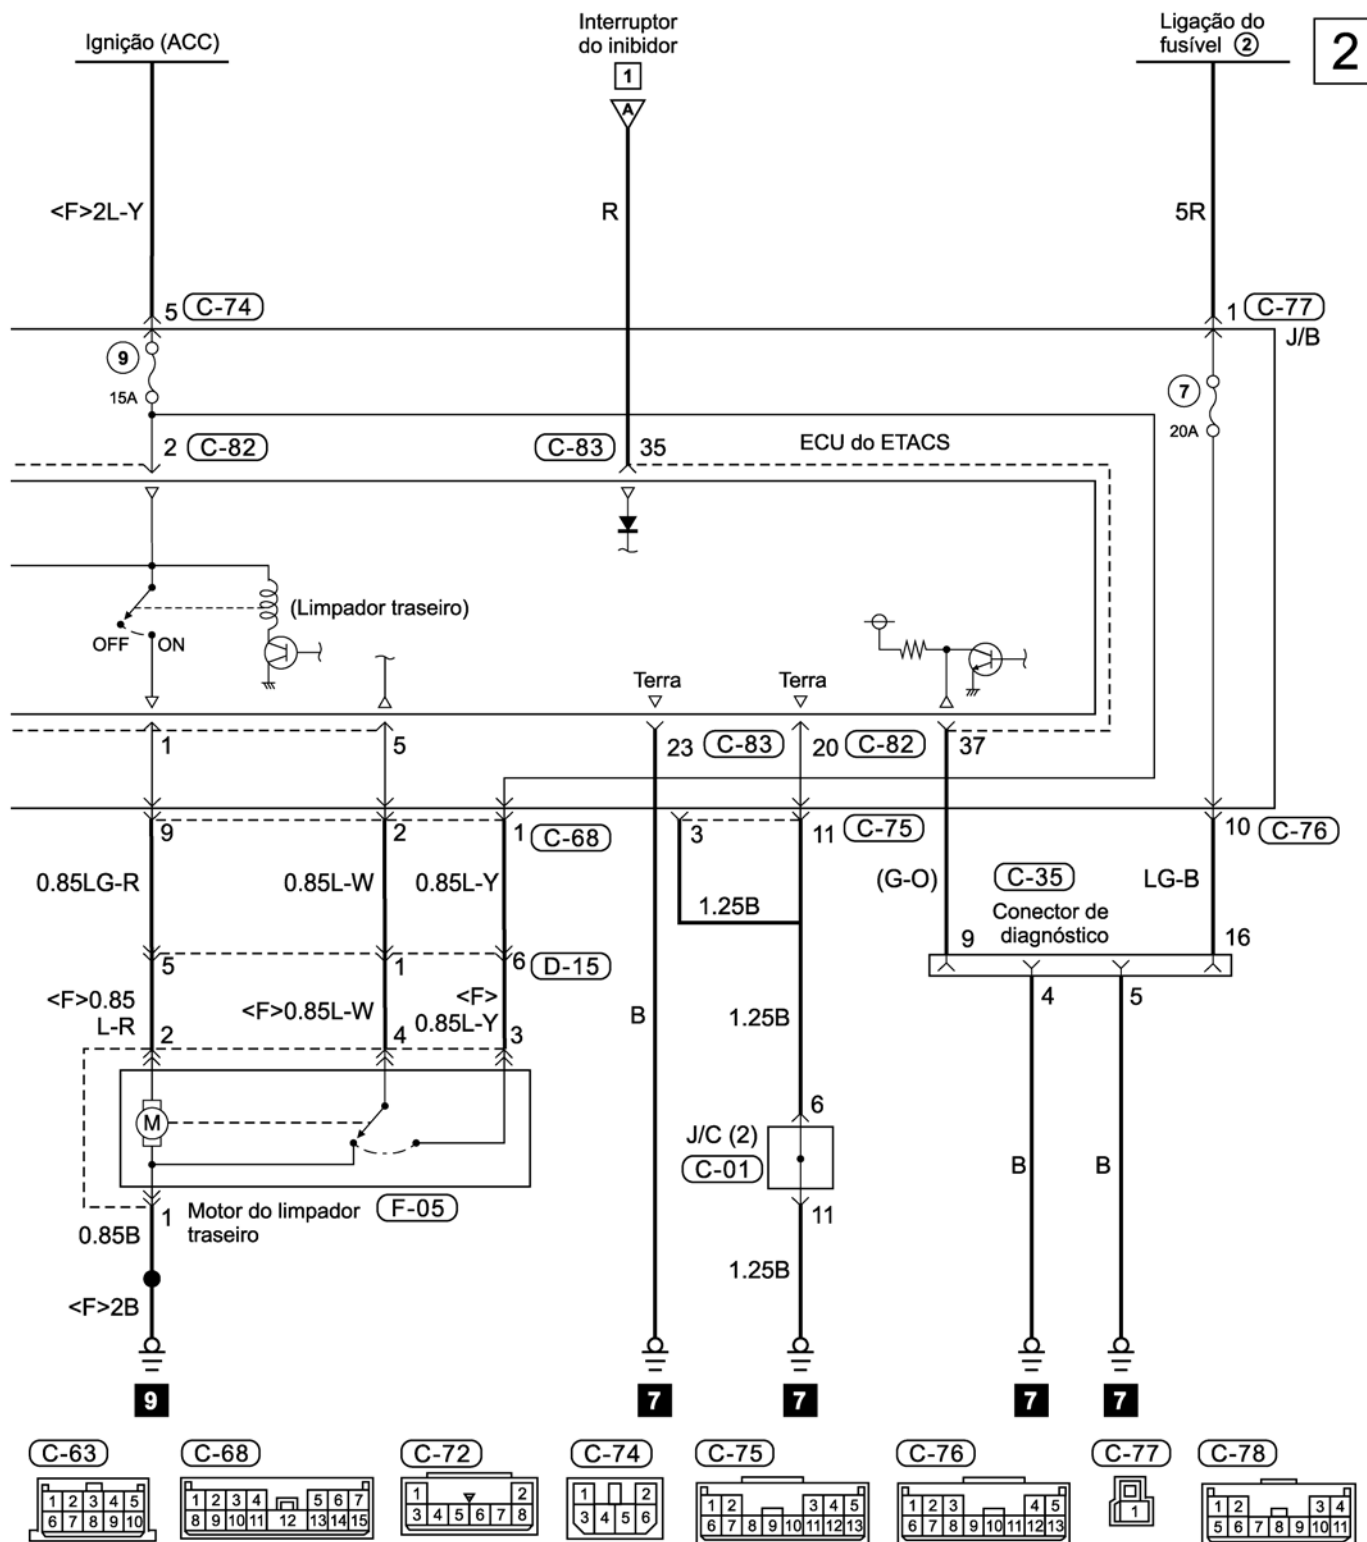 Ignição (ACC)
Interruptor
do inibidor
1
A
Ligação do
fusível 2
2
<F>2L-Y
R
5R
5 C-74
1 C-77
J/B
9
15A
7
20A
2 C-82
C-83 35
ECU do ETACS
(Limpador traseiro)
OFF ON
Terra
Terra
1
5
23 C-83
20 C-82
37
9
2
1 C-68
3
11 C-75
10 C-76
0.85LG-R
0.85L-W
0.85L-Y
1.25B
(G-O)
C-35
Conector de
diagnóstico
LG-B
9
16
5
1
6 D-15
4
5
<F>0.85
L-R
<F>0.85L-W
<F>
0.85L-Y
B
1.25B
2
4
3
M
6
J/C (2)
C-01
11
B
B
1
Motor do limpador
traseiro
F-05
0.85B
1.25B
<F>2B
9
7
7
7
7
C-63
C-68
C-72
C-74
C-75
C-76
C-77
C-78
1 2 3 4 5
6 7 8 9 10
1 2 3 4 5 6 7
8 9 10 11 12 13 14 15
1 2
3 4 5 6 7 8
1 2
3 4 5 6
1 2 3 4 5
6 7 8 9 10 11 12 13
1 2 3 4 5
6 7 8 9 10 11 12 13
1
1 2 3 4
5 6 7 8 9 10 11